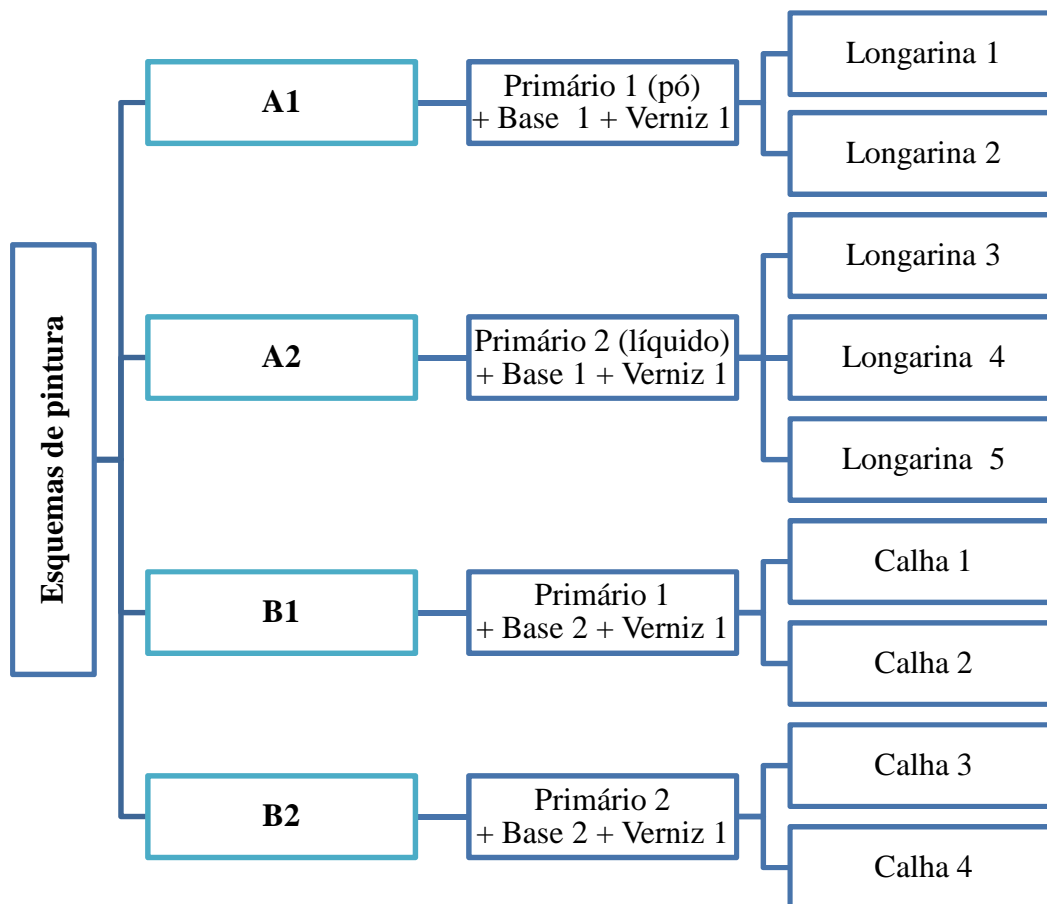 Esquemas de pintura
A1
Primário 1 (pó)
+ Base  1 + Verniz 1
Longarina 1
Longarina 2
A2
Primário 2 (líquido)
+ Base 1 + Verniz 1
Longarina 3
Longarina  4
Longarina  5
B1
Primário 1
+ Base 2 + Verniz 1
Calha 1
Calha 2
B2
Primário 2
+ Base 2 + Verniz 1
Calha 3
Calha 4